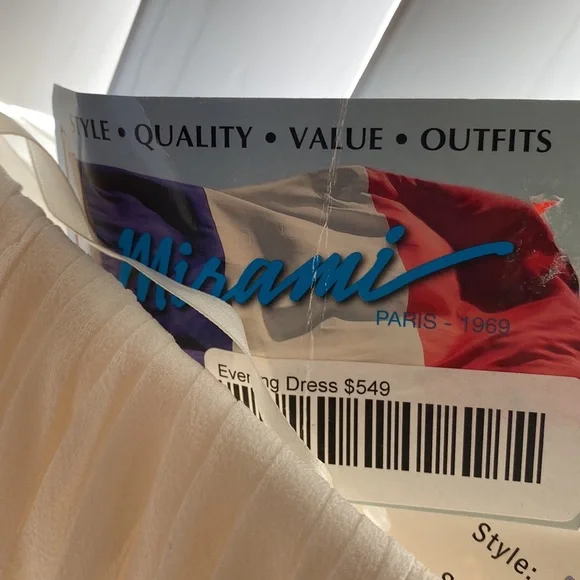 STYLE • QUALITY • VALUE • OUTFITS
Mirami
PARIS - 1969
Evening Dress $549
Style: